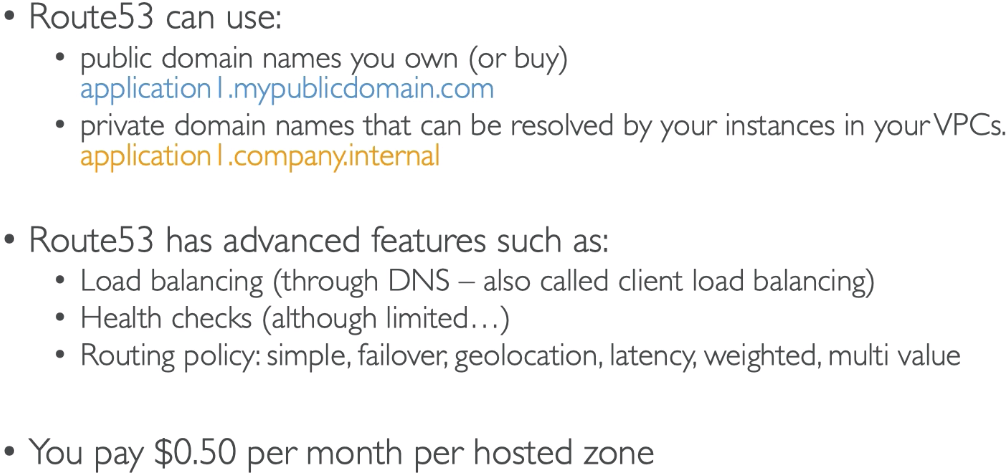 • Route53 can use:
• public domain names you own (or buy)
application1.mypublicdomain.com
• private domain names that can be resolved by your instances in your VPCs.
application1.company.internal
• Route53 has advanced features such as:
• Load balancing (through DNS – also called client load balancing)
• Health checks (although limited…)
• Routing policy: simple, failover, geolocation, latency, weighted, multi value
• You pay $0.50 per month per hosted zone